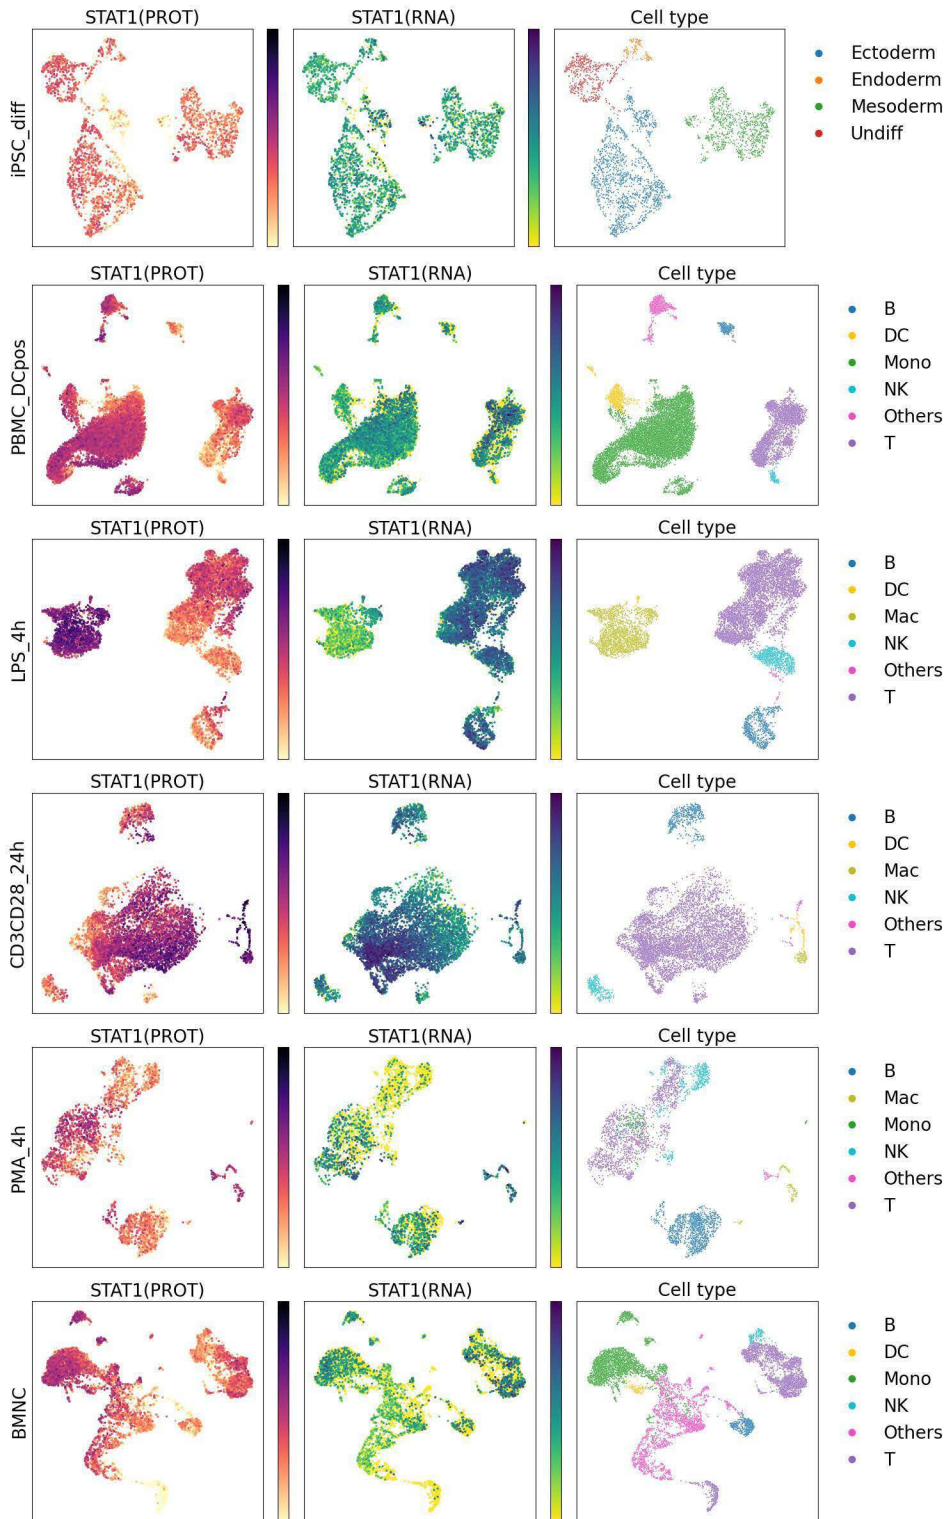 STAT1(PROT) STAT1(RNA) Cell type
iPSC_diff
Ectoderm
Endoderm
Mesoderm
Undiff
STAT1(PROT) STAT1(RNA) Cell type
PBMC_DCpos
B
DC
Mono
NK
Others
T
STAT1(PROT) STAT1(RNA) Cell type
LPS_4h
B
DC
Mac
NK
Others
T
STAT1(PROT) STAT1(RNA) Cell type
CD3CD28_24h
B
DC
Mac
NK
Others
T
STAT1(PROT) STAT1(RNA) Cell type
PMA_4h
B
Mac
Mono
NK
Others
T
STAT1(PROT) STAT1(RNA) Cell type
BMNC
B
DC
Mono
NK
Others
T